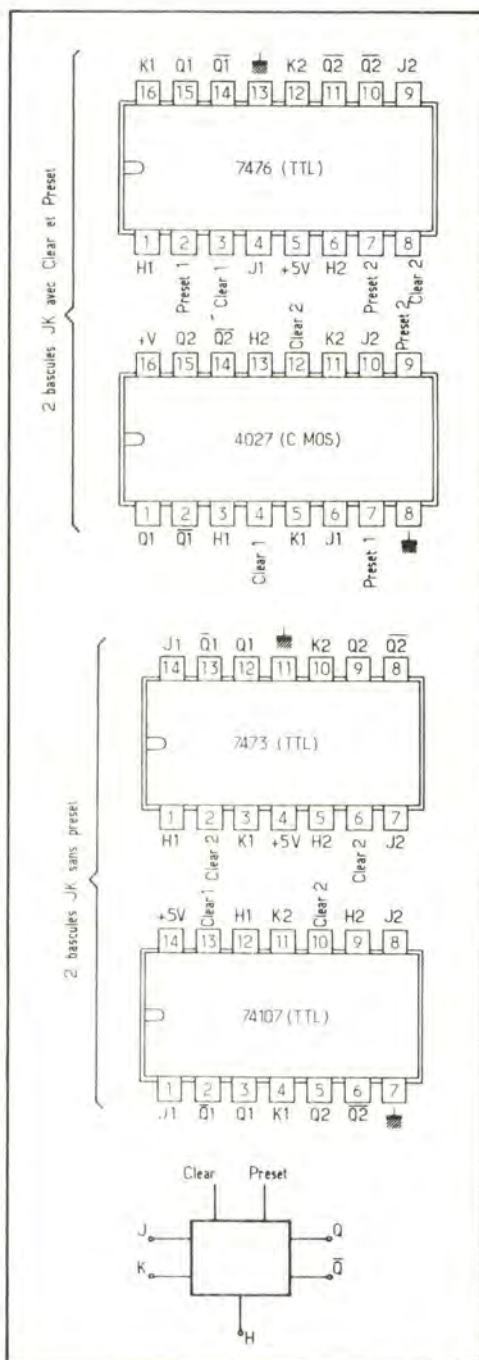 2 bascules JK avec Clear et Preset
K1 Q1 Q̅1̅ K2 Q̅2̅ Q̅2̅ J2
16 15 14 13 12 11 10 9
7476 (TTL)
1 2 3 4 5 6 7 8
H1 Preset 1 Clear 1 J1 +5V H2 Preset 2 Clear 2
+V Q2 Q̅2̅ H2 Clear 2 K2 J2 Preset 2
16 15 14 13 12 11 10 9
4027 (C MOS)
1 2 3 4 5 6 7 8
Q1 Q̅1̅ H1 Clear 1 K1 J1 Preset 1
2 bascules JK sans preset
J1 Q̅1 Q1 K2 Q2 Q̅2̅
14 13 12 11 10 9 8
7473 (TTL)
1 2 3 4 5 6 7
H1 Clear 2 K1 +5V H2 Clear 2 J2
+5V Clear 1 H1 K2 Clear 2 H2 J2
14 13 12 11 10 9 8
74107 (TTL)
1 2 3 4 5 6 7
J1 Q̅1 Q1 K1 Q2 Q̅2̅
Clear Preset
J Q
K Q̅
H